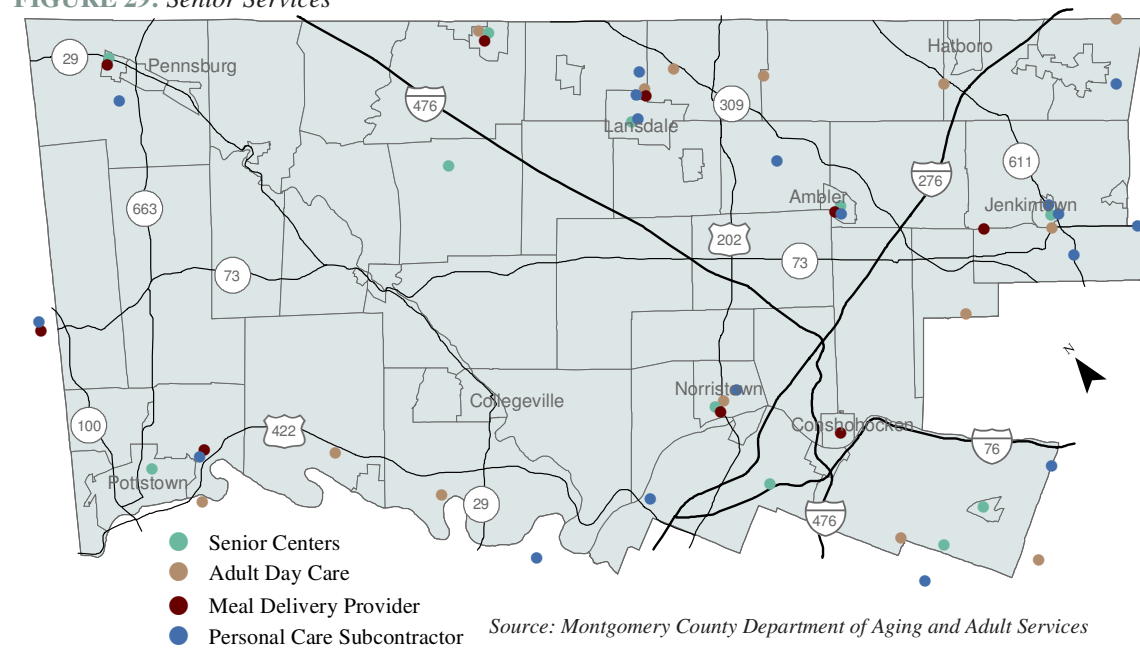 FIGURE 29: Senior Services
Hatboro
29
Pennsburg
476
309
Lansdale
611
276
Ambler
Jenkintown
663
202
73
73
N
Norristown
Collegeville
100
422
Conshohocken
76
Pottstown
29
476
Senior Centers
Adult Day Care
Meal Delivery Provider
Personal Care Subcontractor
Source: Montgomery County Department of Aging and Adult Services